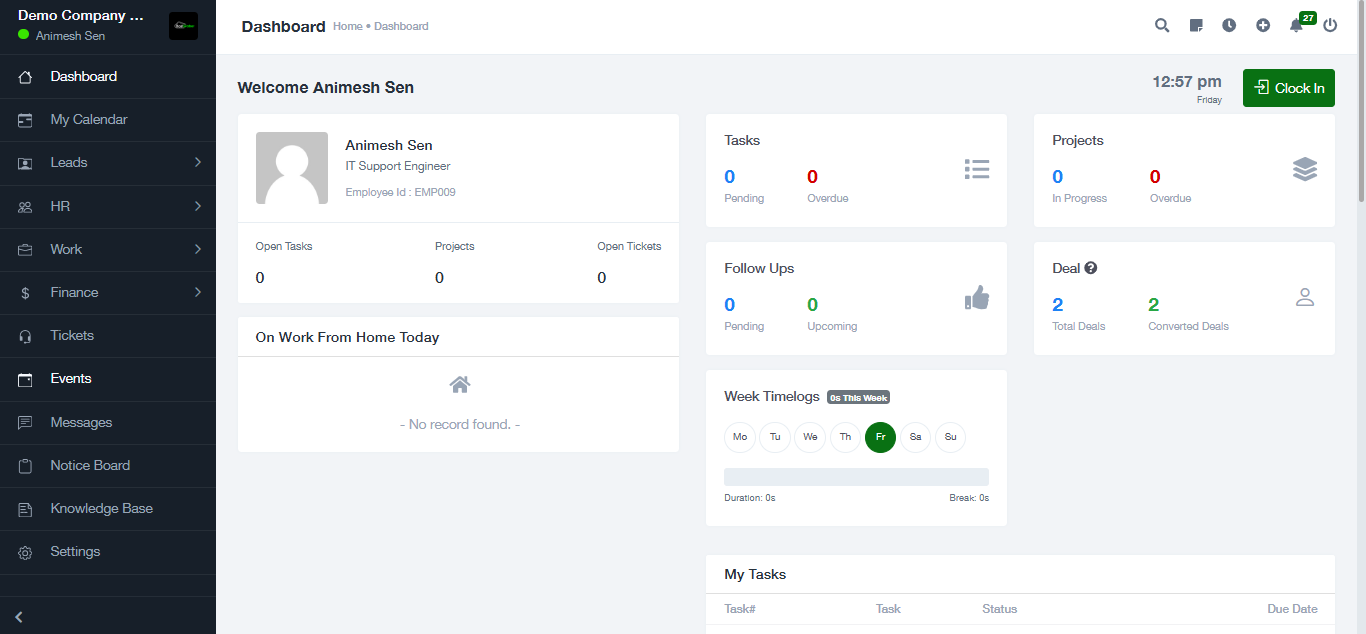 Demo Company ...
Animesh Sen
Dashboard
My Calendar
Leads
HR
Work
Finance
Tickets
Events
Messages
Notice Board
Knowledge Base
Settings
Dashboard Home • Dashboard
27
Welcome Animesh Sen
12:57 pm
Friday
Clock In
Animesh Sen
IT Support Engineer
Employee Id : EMP009
Open Tasks Projects Open Tickets
0 0 0
On Work From Home Today
- No record found. -
Tasks
0 0
Pending Overdue
Projects
0 0
In Progress Overdue
Follow Ups
0 0
Pending Upcoming
Deal
2 2
Total Deals Converted Deals
Week Timelogs 0s This Week
Mo Tu We Th Fr Sa Su
Duration: 0s Break: 0s
My Tasks
Task# Task Status Due Date